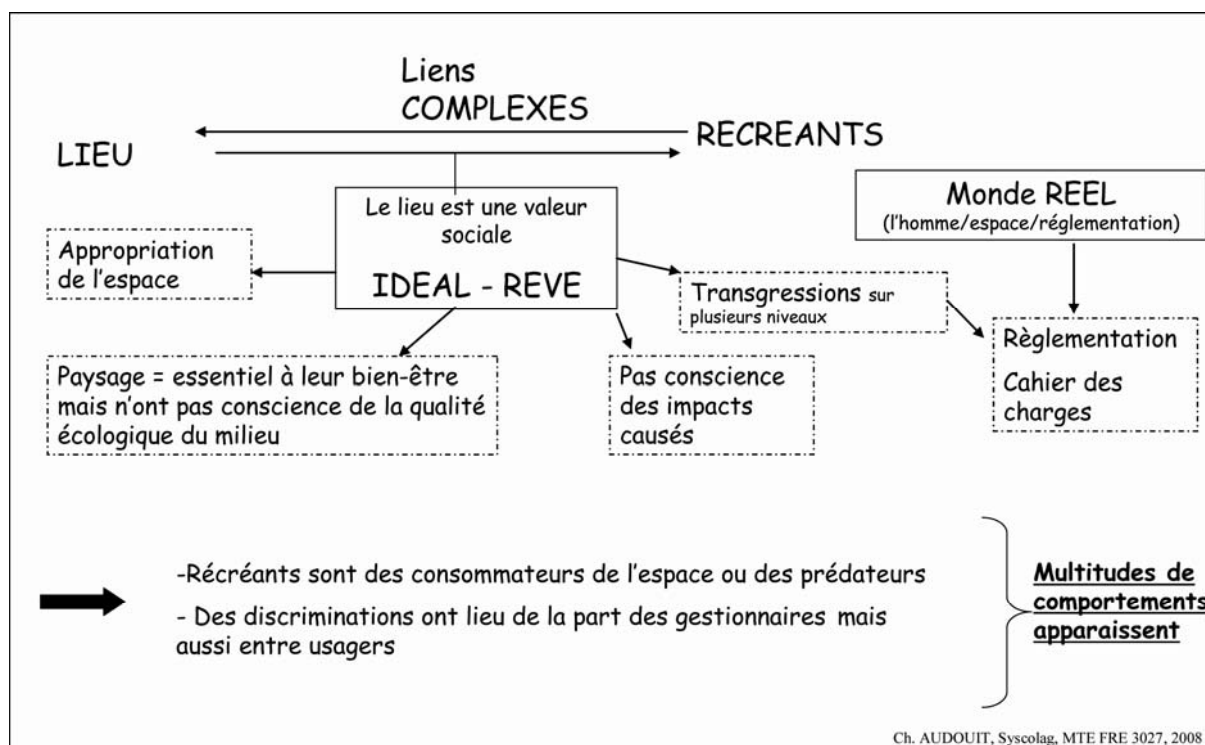 Liens
COMPLEXES
LIEU
RECREANTS
Le lieu est une valeur
sociale
IDEAL - REVE
Monde REEL
(l'homme/espace/réglementation)
Appropriation
de l'espace
Transgressions sur
plusieurs niveaux
Règlementation
Cahier des
charges
Paysage = essentiel à leur bien-être
mais n'ont pas conscience de la qualité
écologique du milieu
Pas conscience
des impacts
causés
-Récréants sont des consommateurs de l'espace ou des prédateurs
- Des discriminations ont lieu de la part des gestionnaires mais
aussi entre usagers
Multitudes de
comportements
apparaissent
Ch. AUDOUIT, Syscolag, MTE FRE 3027, 2008